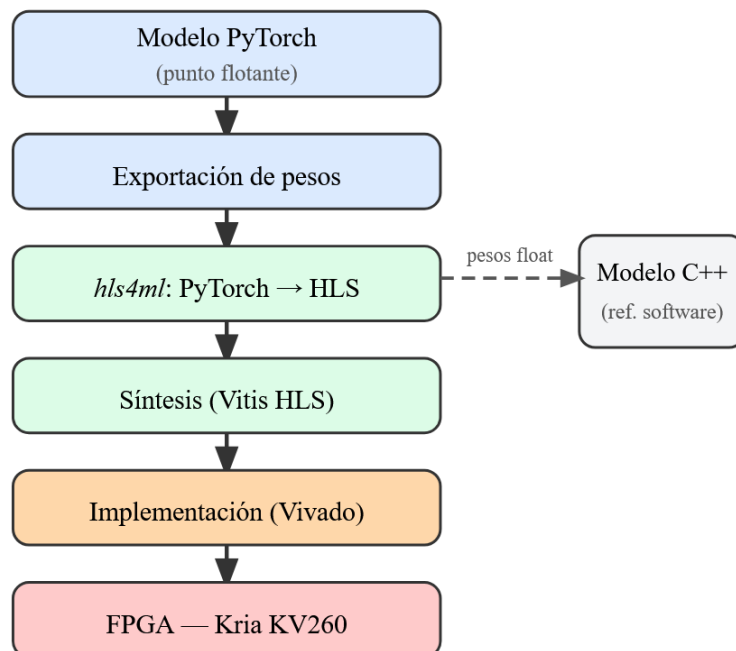 Modelo PyTorch
(punto flotante)
Exportación de pesos
hls4ml: PyTorch → HLS
pesos float
Modelo C++
(ref. software)
Síntesis (Vitis HLS)
Implementación (Vivado)
FPGA — Kria KV260